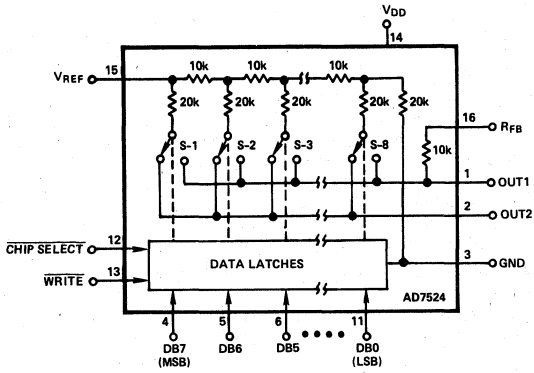 VDD
14
15
VREF
10k
10k
10k
20k
20k
20k
20k
20k
16
RFB
S-1
S-2
S-3
S-8
10k
1
OUT1
2
OUT2
12
CHIP SELECT
13
WRITE
DATA LATCHES
3
GND
AD7524
4
5
6
11
DB7
(MSB)
DB6
DB5
DB0
(LSB)